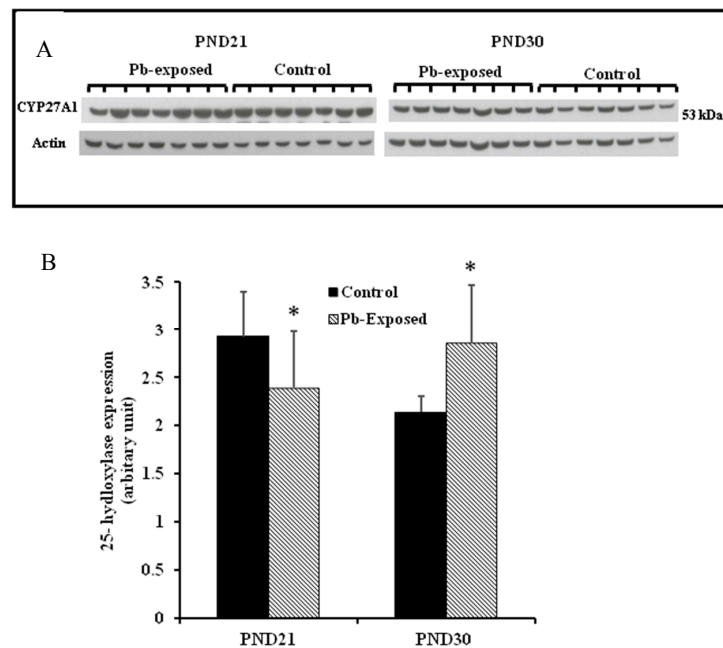 A
PND21 PND30
Pb-exposed Control Pb-exposed Control
CYP27A1
53 kDa
Actin
B
3.5
3
2.5
2
1.5
1
0.5
0
25- hydloxylase expression
(arbitary unit)
*
*
Control
Pb-Exposed
PND21 PND30